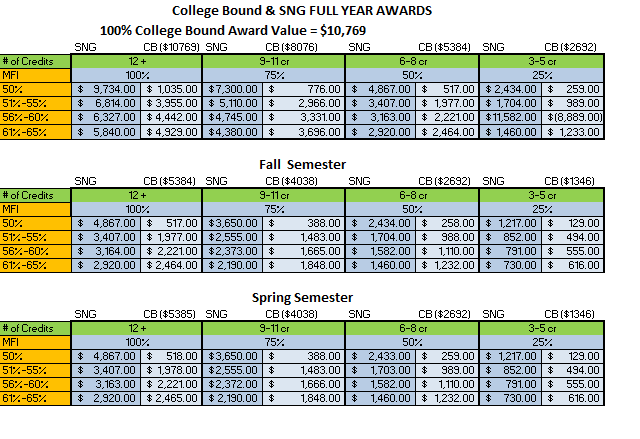 College Bound & SNG FULL YEAR AWARDS
100% College Bound Award Value = $10,769
SNG CB ($10769) SNG CB ($8076) SNG CB ($5384) SNG CB ($2692)
# of Credits 12 + 9-11 cr 6-8 cr 3-5 cr
MFI 100% 75% 50% 25%
50% $ 9,734.00 $ 1,035.00 $7,300.00 $ 776.00 $ 4,867.00 $ 517.00 $ 2,434.00 $ 259.00
51%-55% $ 6,814.00 $ 3,955.00 $ 5,110.00 $ 2,966.00 $ 3,407.00 $ 1,977.00 $ 1,704.00 $ 989.00
56%-60% $ 6,327.00 $ 4,442.00 $4,745.00 $ 3,331.00 $ 3,163.00 $ 2,221.00 $11,582.00 $(8,889.00)
61%-65% $ 5,840.00 $ 4,929.00 $4,380.00 $ 3,696.00 $ 2,920.00 $ 2,464.00 $ 1,460.00 $ 1,233.00
Fall Semester
SNG CB ($5384) SNG CB ($4038) SNG CB ($2692) SNG CB ($1346)
# of Credits 12 + 9-11 cr 6-8 cr 3-5 cr
MFI 100% 75% 50% 25%
50% $ 4,867.00 $ 517.00 $3,650.00 $ 388.00 $ 2,434.00 $ 258.00 $ 1,217.00 $ 129.00
51%-55% $ 3,407.00 $ 1,977.00 $2,555.00 $ 1,483.00 $ 1,704.00 $ 988.00 $ 852.00 $ 494.00
56%-60% $ 3,164.00 $ 2,221.00 $2,373.00 $ 1,665.00 $ 1,582.00 $ 1,110.00 $ 791.00 $ 555.00
61%-65% $ 2,920.00 $ 2,464.00 $ 2,190.00 $ 1,848.00 $ 1,460.00 $ 1,232.00 $ 730.00 $ 616.00
Spring Semester
SNG CB ($5385) SNG CB ($4038) SNG CB ($2692) SNG CB ($1346)
# of Credits 12 + 9-11 cr 6-8 cr 3-5 cr
MFI 100% 75% 50% 25%
50% $ 4,867.00 $ 518.00 $3,650.00 $ 388.00 $ 2,433.00 $ 259.00 $ 1,217.00 $ 129.00
51%-55% $ 3,407.00 $ 1,978.00 $2,555.00 $ 1,483.00 $ 1,703.00 $ 989.00 $ 852.00 $ 494.00
56%-60% $ 3,163.00 $ 2,221.00 $2,372.00 $ 1,666.00 $ 1,582.00 $ 1,110.00 $ 791.00 $ 555.00
61%-65% $ 2,920.00 $ 2,465.00 $ 2,190.00 $ 1,848.00 $ 1,460.00 $ 1,232.00 $ 730.00 $ 616.00